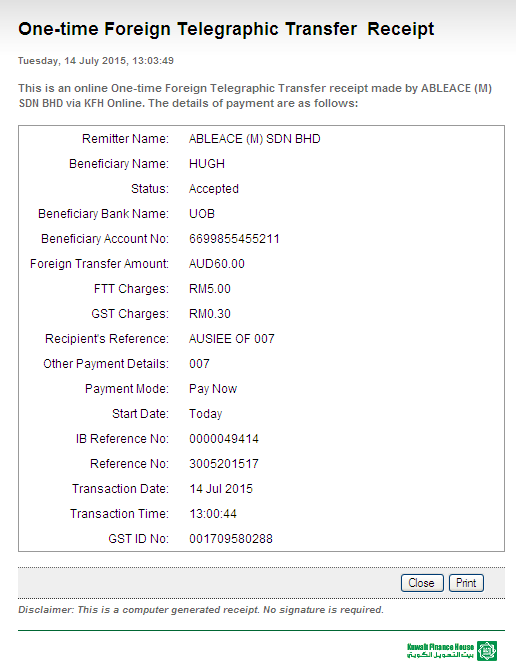 One-time Foreign Telegraphic Transfer Receipt
Tuesday, 14 July 2015, 13:03:49
This is an online One-time Foreign Telegraphic Transfer receipt made by ABLEACE (M)
SDN BHD via KFH Online. The details of payment are as follows:
Remitter Name: ABLEACE (M) SDN BHD
Beneficiary Name: HUGH
Status: Accepted
Beneficiary Bank Name: UOB
Beneficiary Account No: 6699855455211
Foreign Transfer Amount: AUD60.00
FTT Charges: RM5.00
GST Charges: RM0.30
Recipient's Reference: AUSIEE OF 007
Other Payment Details: 007
Payment Mode: Pay Now
Start Date: Today
IB Reference No: 0000049414
Reference No: 3005201517
Transaction Date: 14 Jul 2015
Transaction Time: 13:00:44
GST ID No: 001709580288
Close Print
Disclaimer: This is a computer generated receipt. No signature is required.
Kuwait Finance House
بيت التمويل الكويتي